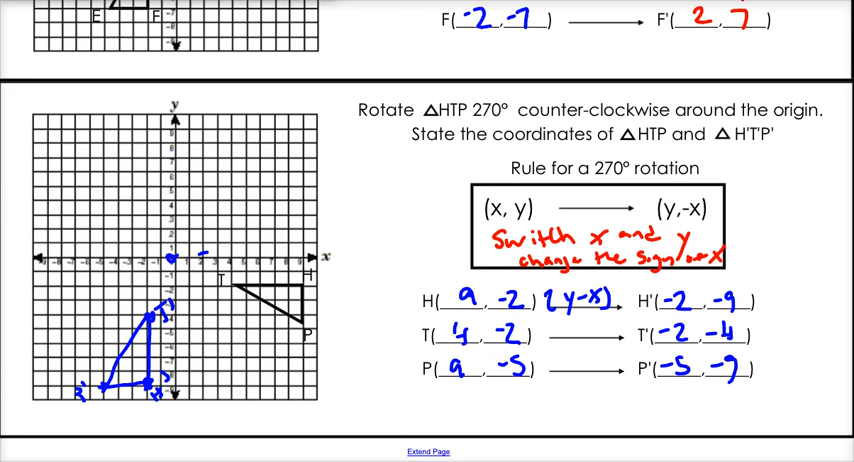 E F -7
F(-2, -7) F'(2, 7)
y
Rotate △HTP 270° counter-clockwise around the origin.
State the coordinates of △HTP and △ H'T'P'
Rule for a 270° rotation
(x, y) (y,-x)
Switch x and y
change the sign for x
x
T H
P
H(9, -2) (y-x) H'(-2, -9)
T(4, -2) T'(-2, -4)
P(9, -5) P'(-5, -9)
T'
P' H'
Extend Page